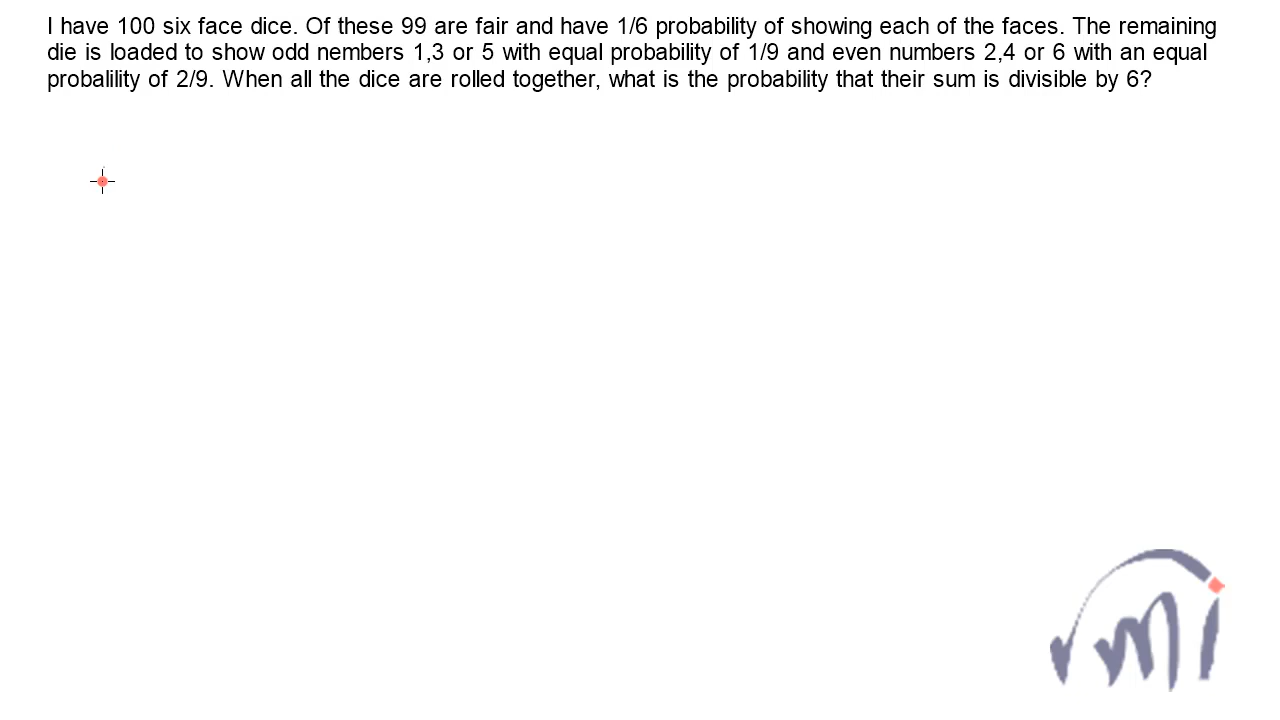 I have 100 six face dice. Of these 99 are fair and have 1/6 probability of showing each of the faces. The remaining
die is loaded to show odd nembers 1,3 or 5 with equal probability of 1/9 and even numbers 2,4 or 6 with an equal
probalility of 2/9. When all the dice are rolled together, what is the probability that their sum is divisible by 6?
vmi